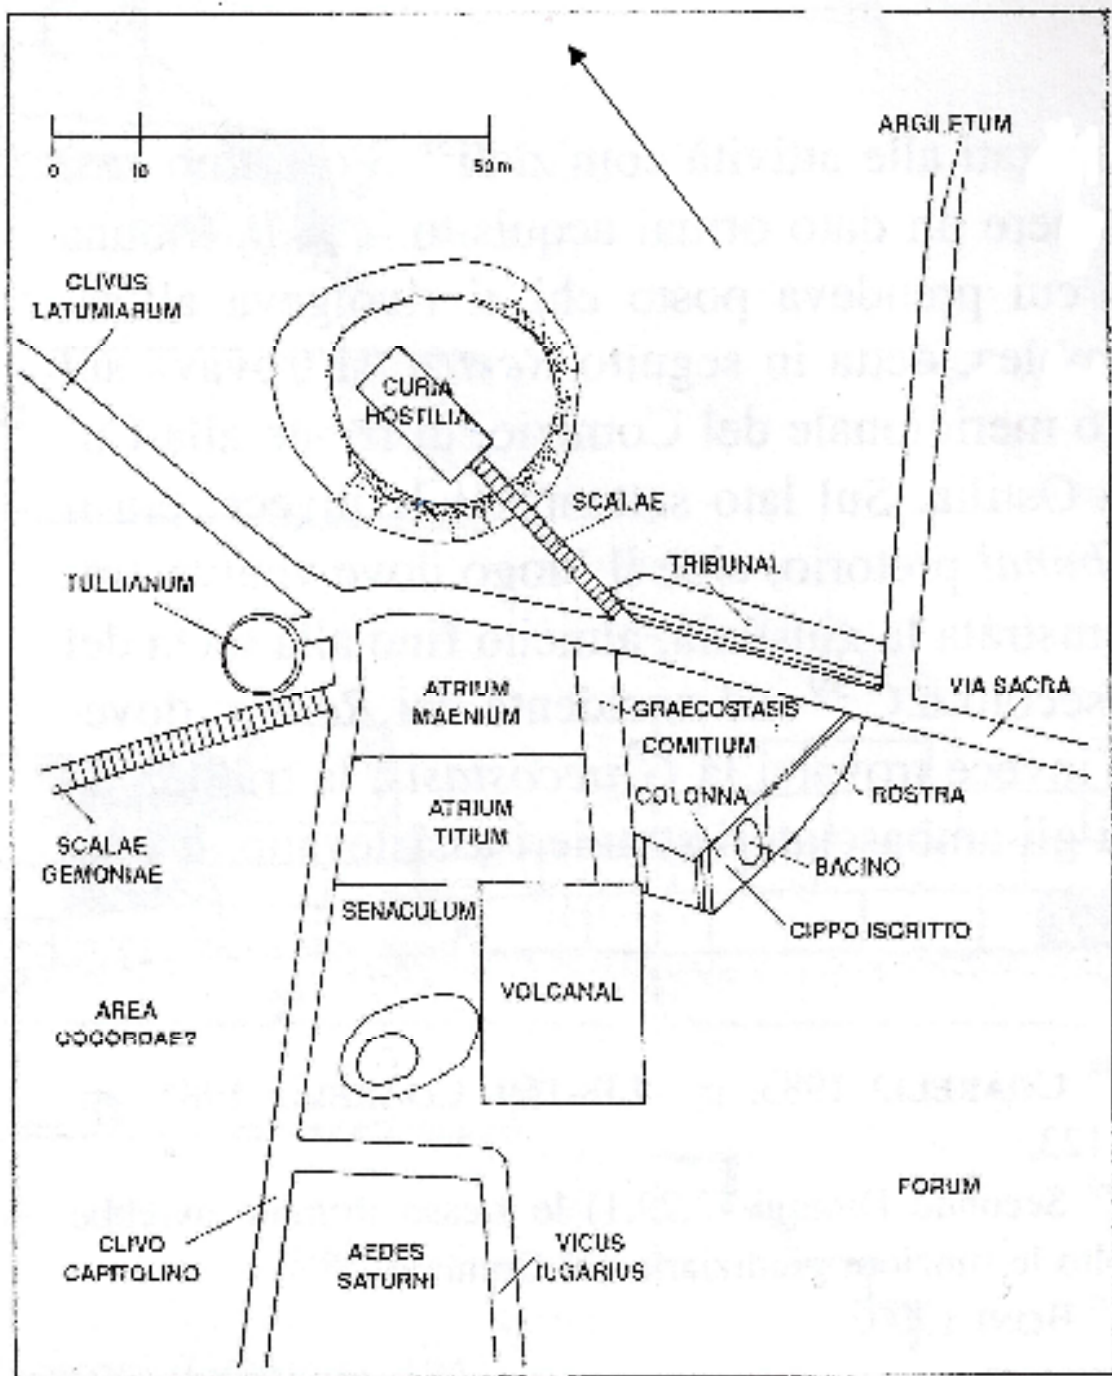 ARGILETUM
0 10 50 m
CLIVUS
LATUMIARUM
CURIA
HOSTILIA
SCALAE
TRIBUNAL
TULLIANUM
ATRIUM
MAENIUM
VIA SACRA
GRAECOSTASIS
COMITIUM
COLONNA
ROSTRA
ATRIUM
TITIUM
SCALAE
GEMONIAE
BACINO
SENACULUM
CIPPO ISCRITTO
VOLCANAL
AREA
COCORDAE?
FORUM
CLIVO
CAPITOLINO
AEDES
SATURNI
VICUS
IUGARIUS